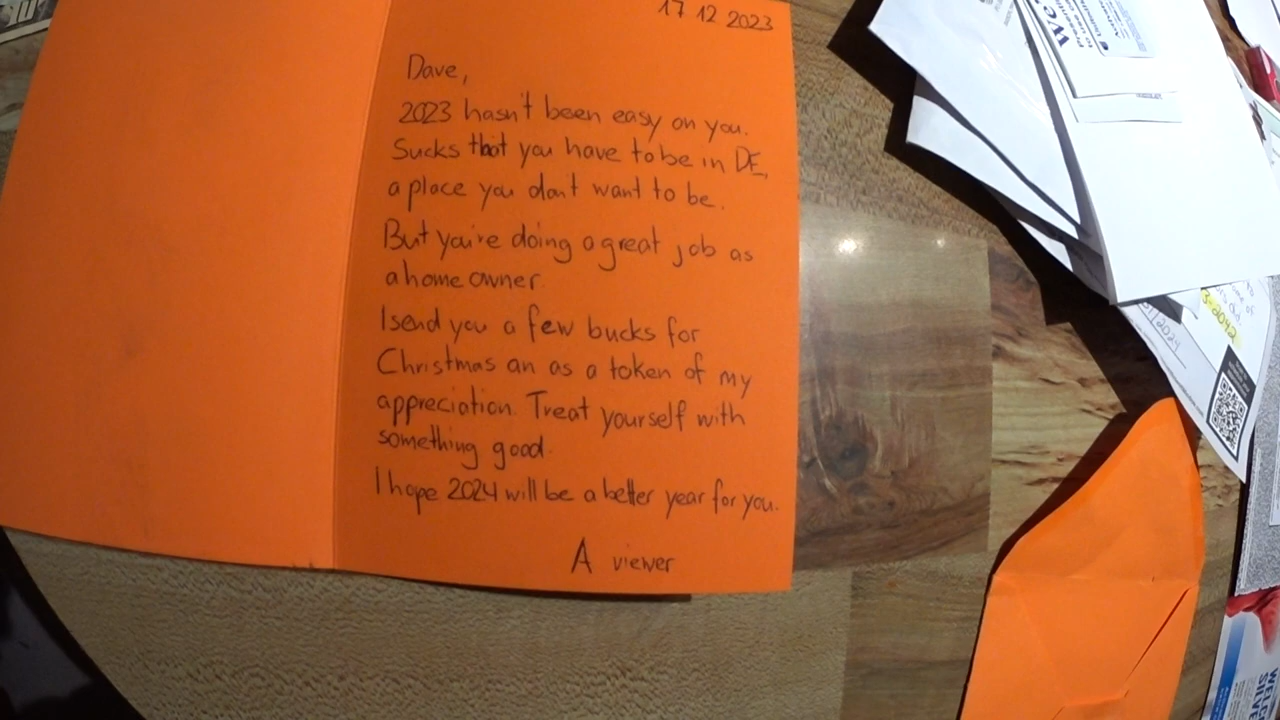 17 12 2023
Dave,
2023 hasn't been easy on you.
Sucks that you have to be in DE,
a place you don't want to be.
But you're doing a great job as
a home owner.
I send you a few bucks for
Christmas an as a token of my
appreciation. Treat yourself with
something good
I hope 2024 will be a better year for you.
A viewer